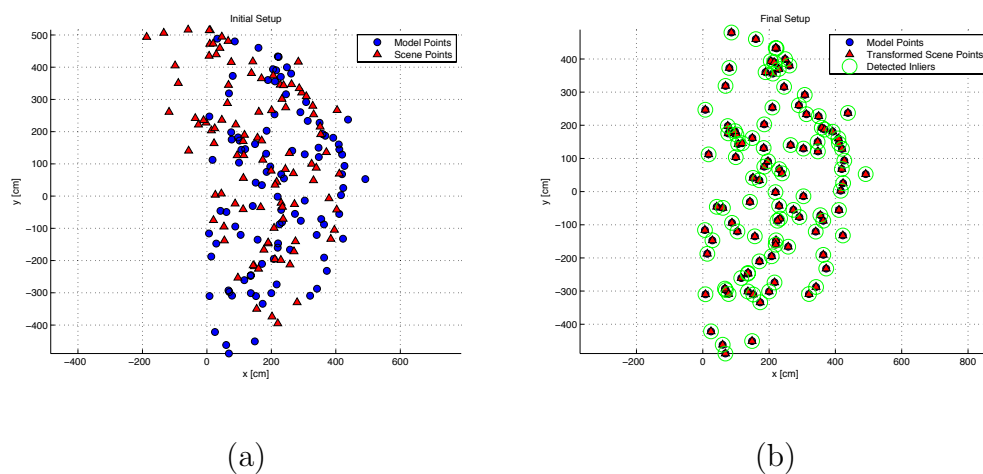 Initial Setup
Model Points
Scene Points
500
400
300
200
100
0
−100
−200
−300
−400
y [cm]
−400 −200 0 200 400 600
x [cm]
(a)
Final Setup
Model Points
Transformed Scene Points
Detected Inliers
400
300
200
100
0
−100
−200
−300
−400
y [cm]
−200 0 200 400 600 800
x [cm]
(b)